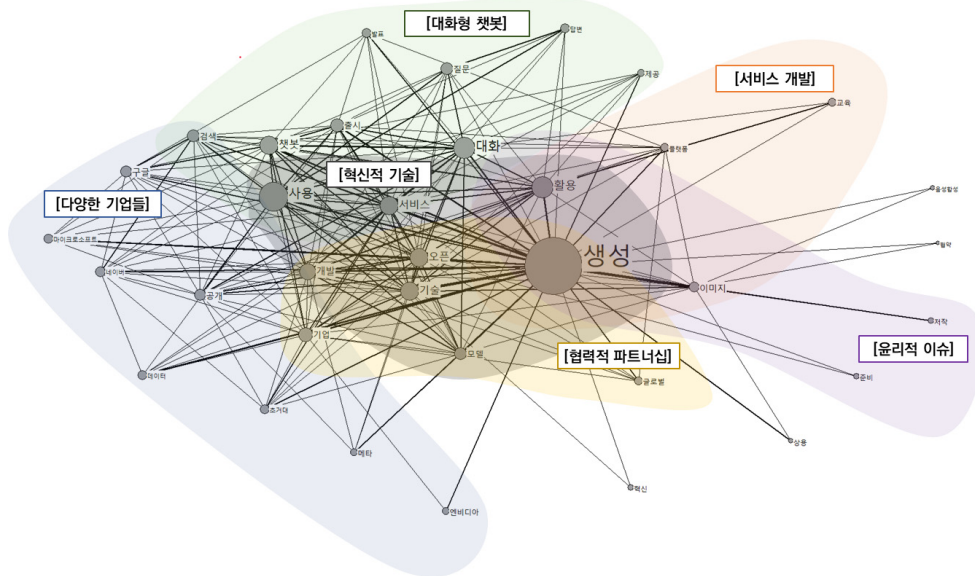 [대화형 챗봇]
답변
발표
질문
제공
[서비스 개발]
교육
출시
검색
챗봇
대화
플랫폼
구글
[혁신적 기술]
활용
사용
서비스
음성합성
[다양한 기업들]
마이크로소프트
협약
생성
오픈
네이버
개발
이미지
공개
기술
저작
기업
[윤리적 이슈]
모델
[협력적 파트너십]
데이터
글로벌
준비
초거대
상용
메타
혁신
엔비디아